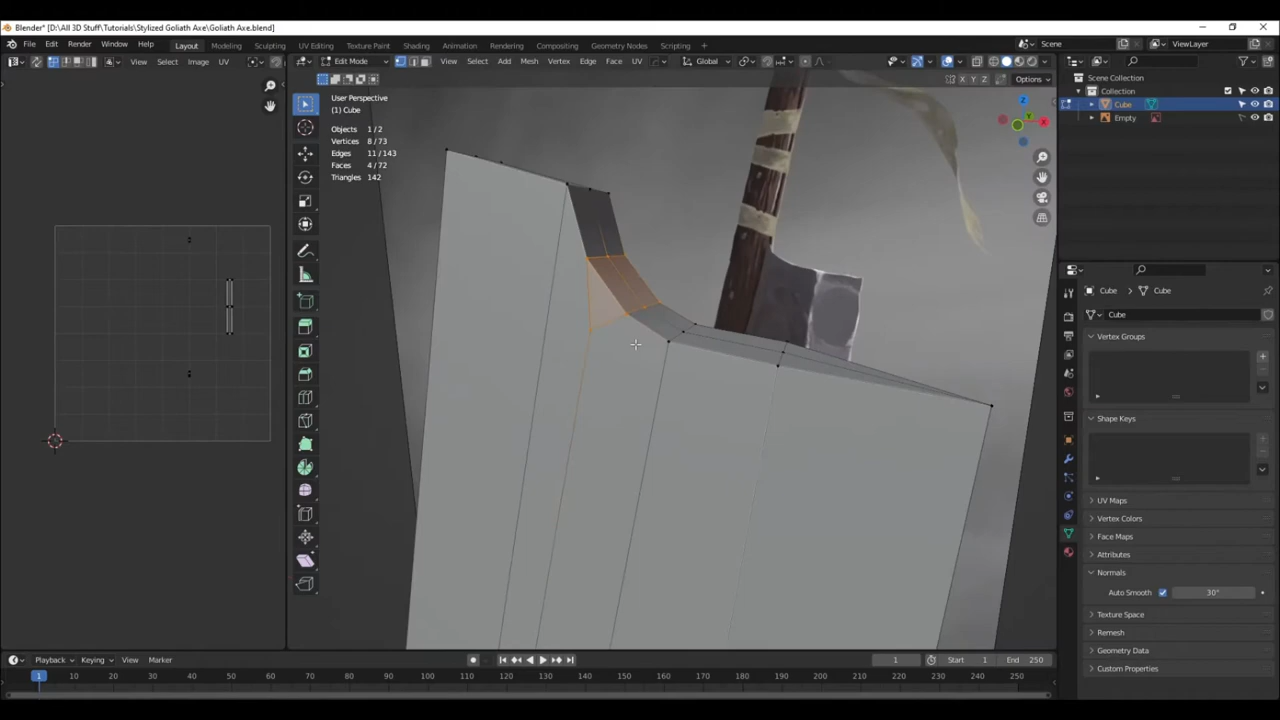 Blender* [D:\All 3D Stuff\Tutorials\Stylized Goliath Axe\Goliath Axe.blend]
File Edit Render Window Help Layout Modeling Sculpting UV Editing Texture Paint Shading Animation Rendering Compositing Geometry Nodes Scripting + Scene ViewLayer
View Select Image UV Edit Mode View Select Add Mesh Vertex Edge Face UV Global
X Y Z Options
Scene Collection
Collection
Cube
Empty
User Perspective
(1) Cube
Objects 1/2
Vertices 8/73
Edges 11/143
Faces 4/72
Triangles 142
Z
Y
X
Cube Cube
Cube
Vertex Groups
Shape Keys
UV Maps
Vertex Colors
Face Maps
Attributes
Normals
Auto Smooth 30°
Texture Space
Remesh
Geometry Data
Custom Properties
Playback Keying View Marker 1 Start 1 End 250
1 10 20 30 40 50 60 70 80 90 100 110 120 130 140 150 160 170 180 190 200 210 220 230 240 250